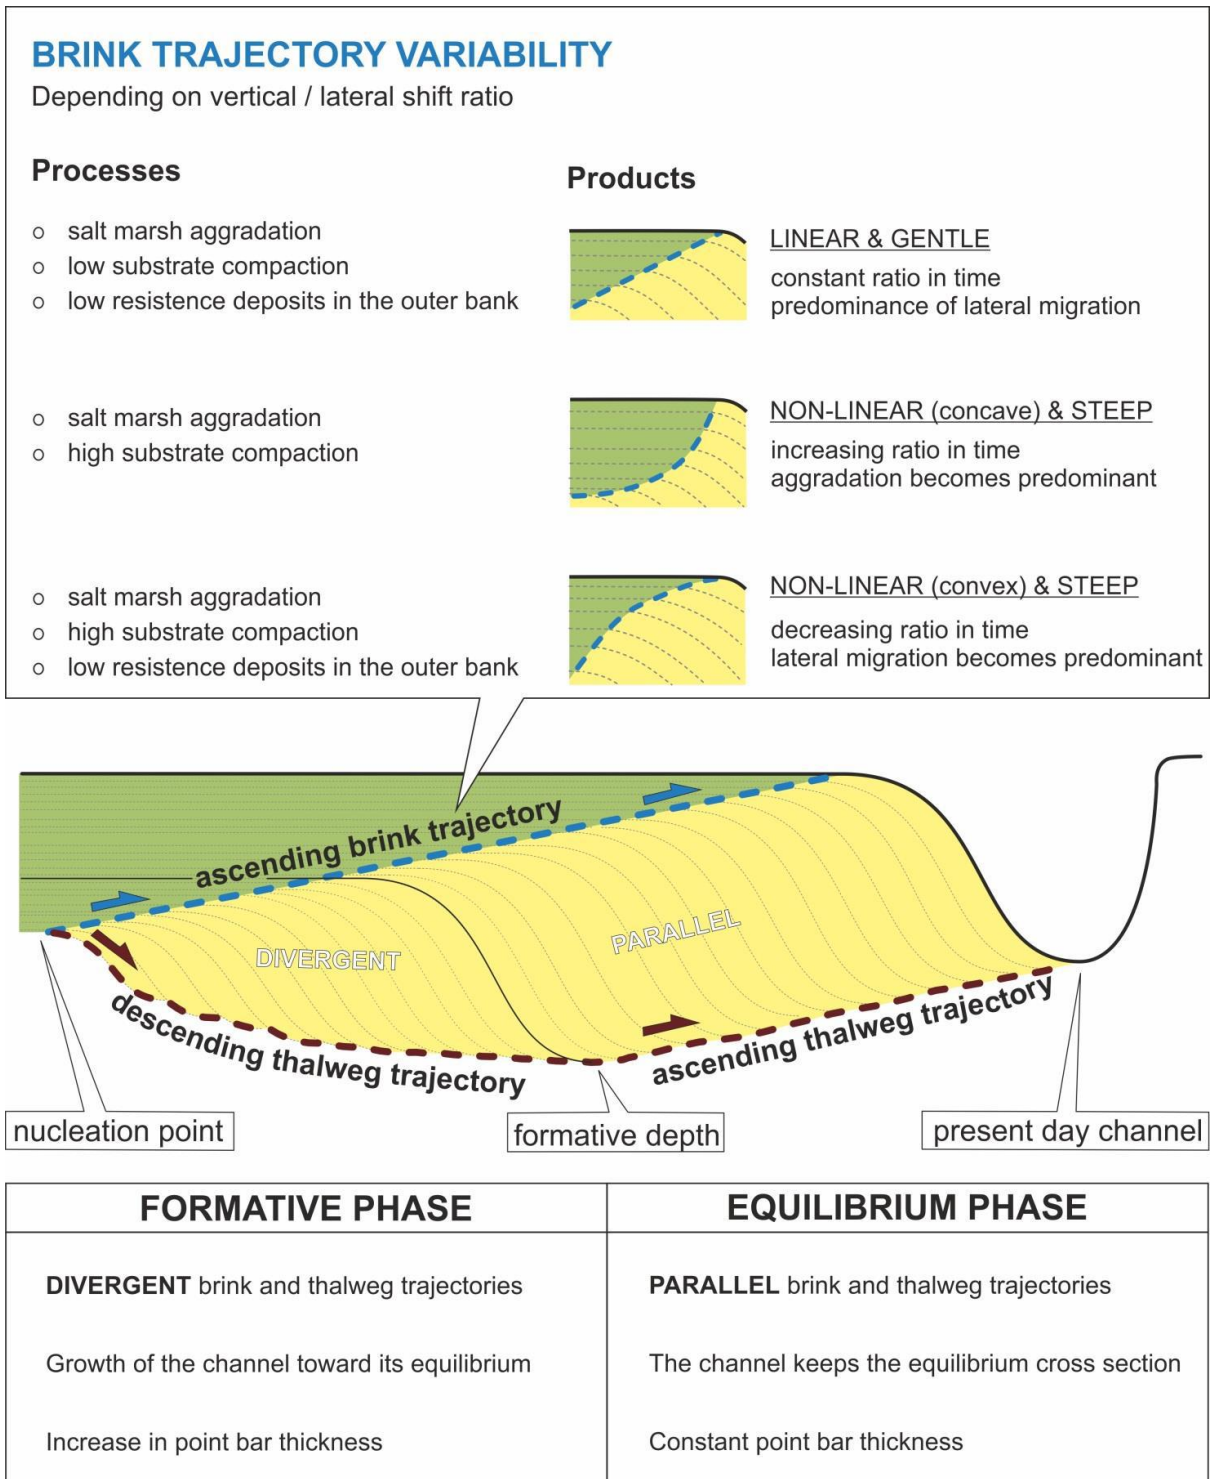 BRINK TRAJECTORY VARIABILITY
Depending on vertical / lateral shift ratio
Processes
Products
o salt marsh aggradation
o low substrate compaction
o low resistence deposits in the outer bank
LINEAR & GENTLE
constant ratio in time
predominance of lateral migration
o salt marsh aggradation
o high substrate compaction
NON-LINEAR (concave) & STEEP
increasing ratio in time
aggradation becomes predominant
o salt marsh aggradation
o high substrate compaction
o low resistence deposits in the outer bank
NON-LINEAR (convex) & STEEP
decreasing ratio in time
lateral migration becomes predominant
ascending brink trajectory
DIVERGENT
PARALLEL
descending thalweg trajectory
ascending thalweg trajectory
nucleation point
formative depth
present day channel
FORMATIVE PHASE
EQUILIBRIUM PHASE
DIVERGENT brink and thalweg trajectories
PARALLEL brink and thalweg trajectories
Growth of the channel toward its equilibrium
The channel keeps the equilibrium cross section
Increase in point bar thickness
Constant point bar thickness